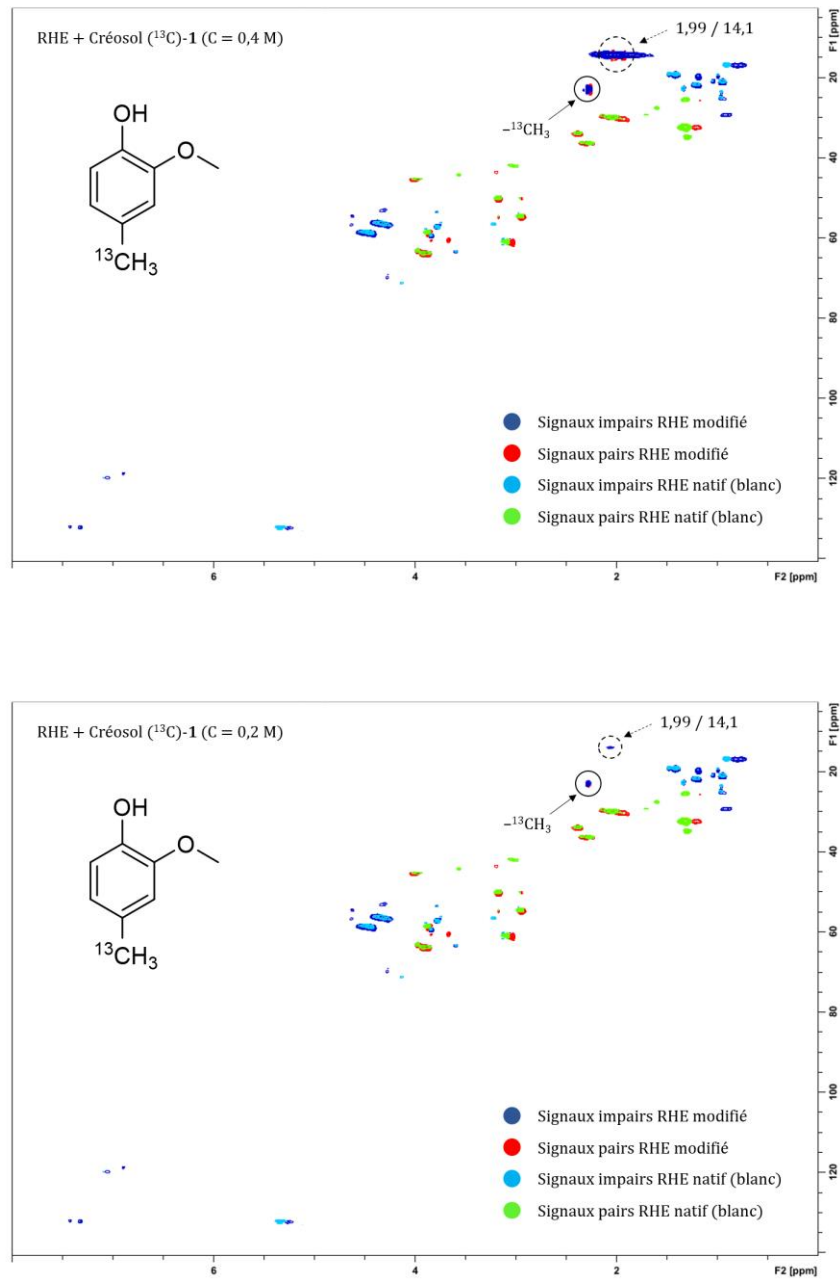 RHE + Créosol (¹³C)-1 (C = 0,4 M)
1,99 / 14,1
–¹³CH₃
OH
O
¹³CH₃
F1 [ppm]
20
40
60
80
100
120
Signaux impairs RHE modifié
Signaux pairs RHE modifié
Signaux impairs RHE natif (blanc)
Signaux pairs RHE natif (blanc)
6
4
2
F2 [ppm]
RHE + Créosol (¹³C)-1 (C = 0,2 M)
1,99 / 14,1
–¹³CH₃
OH
O
¹³CH₃
F1 [ppm]
20
40
60
80
100
120
Signaux impairs RHE modifié
Signaux pairs RHE modifié
Signaux impairs RHE natif (blanc)
Signaux pairs RHE natif (blanc)
6
4
2
F2 [ppm]